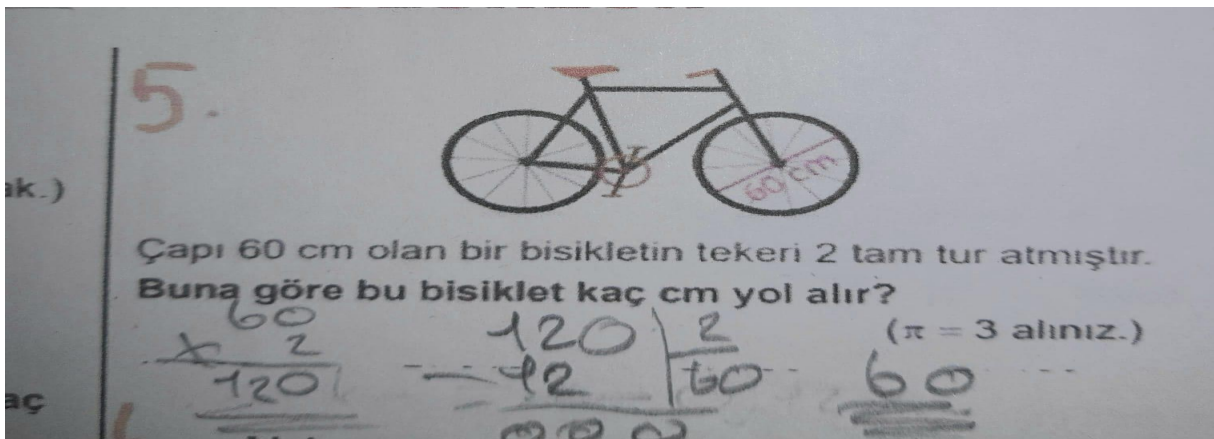 5.
60 cm
ak.)
Çapı 60 cm olan bir bisikletin tekeri 2 tam tur atmıştır.
Buna göre bu bisiklet kaç cm yol alır?
(π = 3 alınız.)
60
x 2
120
120 2
- 12 60
000
60
aç